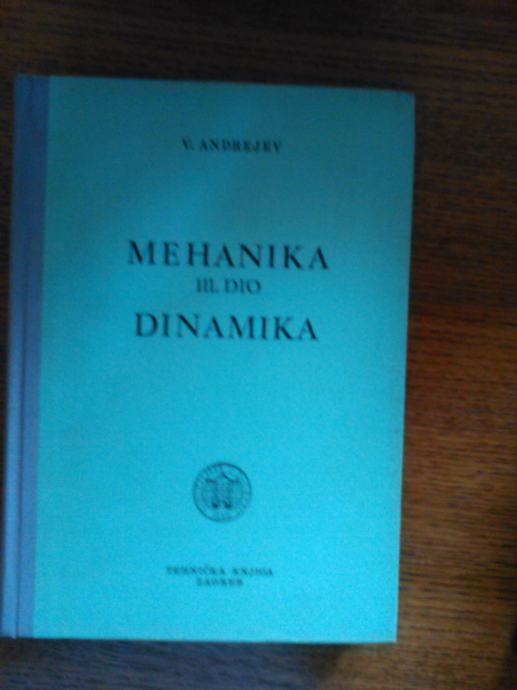 V. ANDREJEV
MEHANIKA
III. DIO
DINAMIKA
TEHNIČKA KNJIGA
ZAGREB